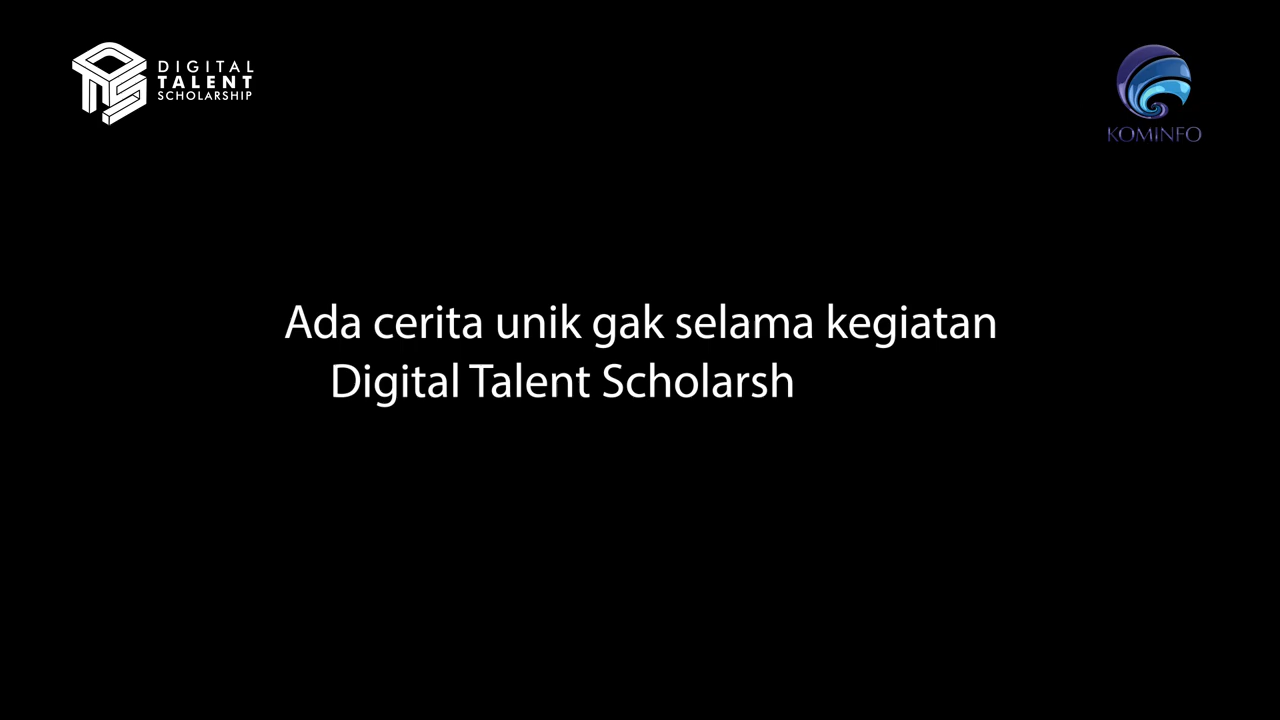 DIGITAL
TALENT
SCHOLARSHIP
KOMINFO
Ada cerita unik gak selama kegiatan
Digital Talent Scholarsh